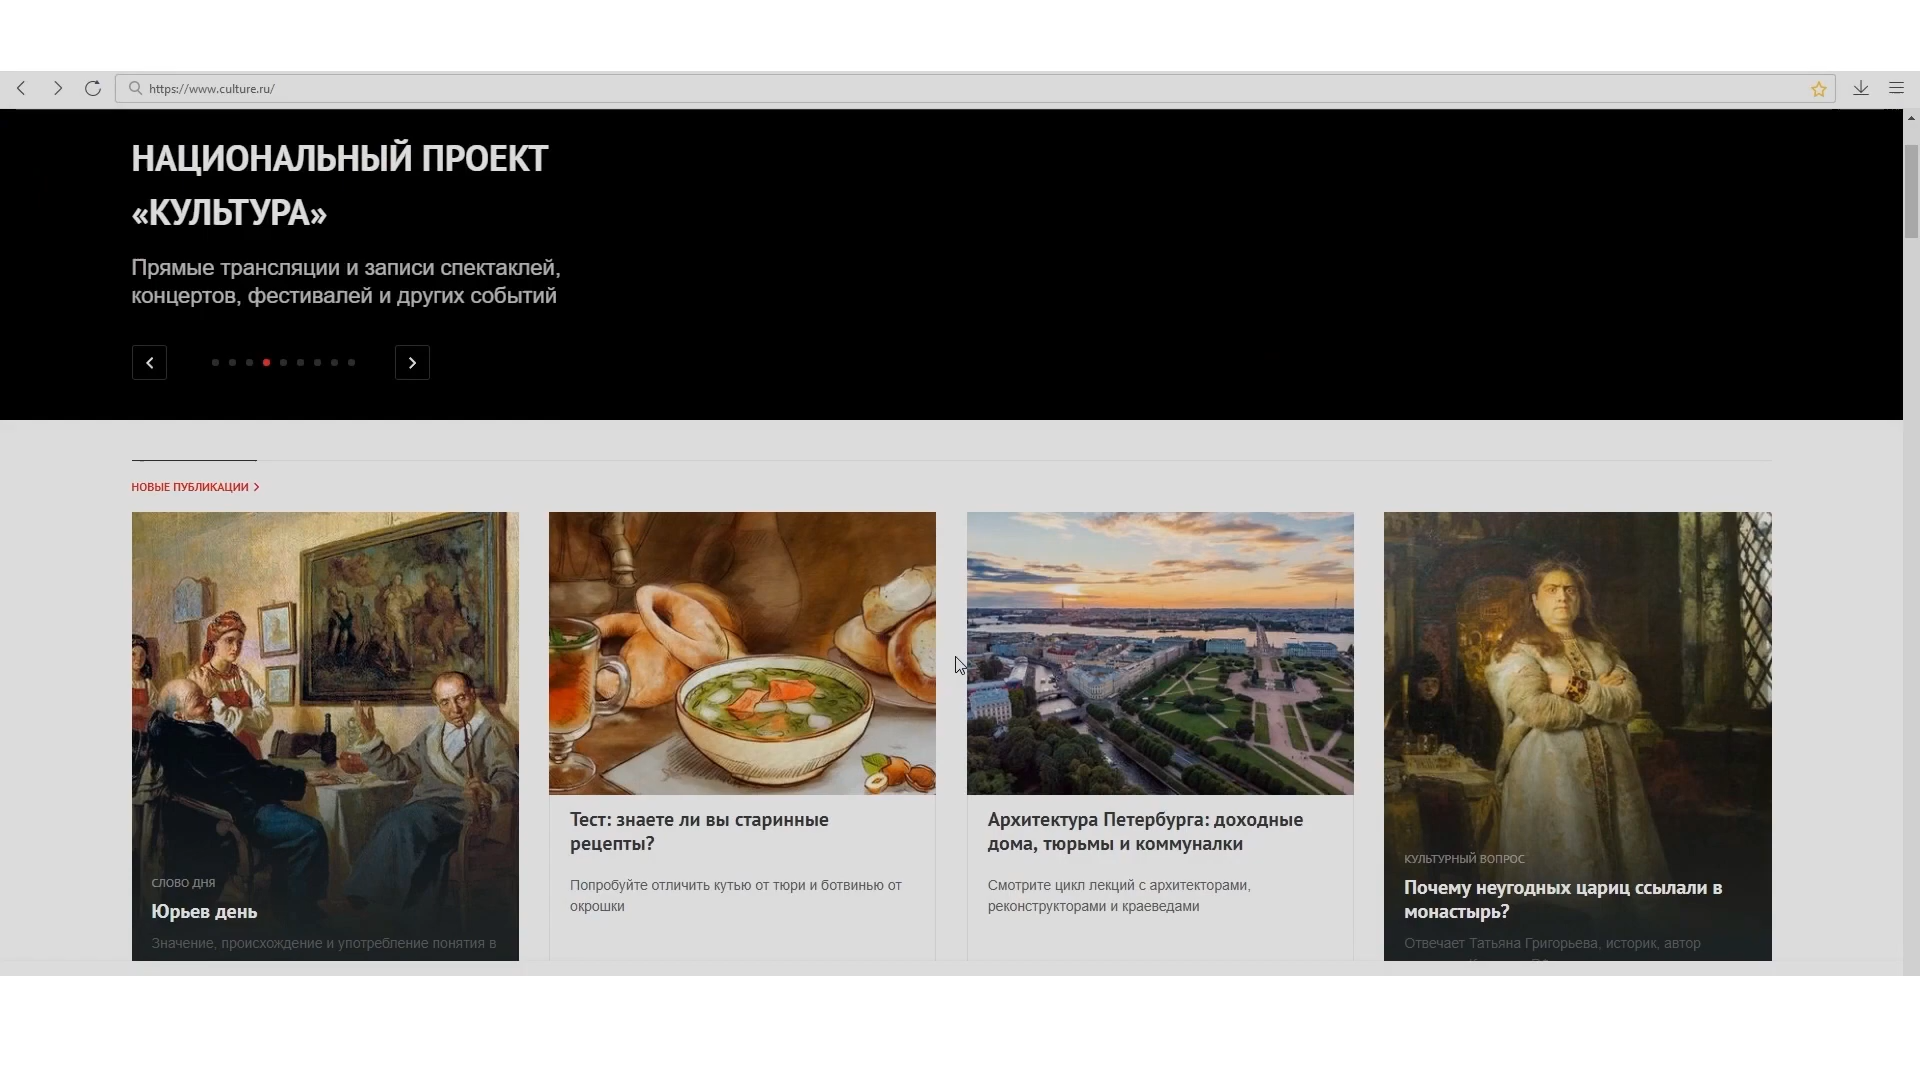 https://www.culture.ru/
НАЦИОНАЛЬНЫЙ ПРОЕКТ
«КУЛЬТУРА»
Прямые трансляции и записи спектаклей,
концертов, фестивалей и других событий
НОВЫЕ ПУБЛИКАЦИИ
СЛОВО ДНЯ
Юрьев день
Значение, происхождение и употребление понятия в
Тест: знаете ли вы старинные
рецепты?
Попробуйте отличить кутью от тюри и ботвинью от
окрошки
Архитектура Петербурга: доходные
дома, тюрьмы и коммуналки
Смотрите цикл лекций с архитекторами,
реконструкторами и краеведами
КУЛЬТУРНЫЙ ВОПРОС
Почему неугодных цариц ссылали в
монастырь?
Отвечает Татьяна Григорьева, историк, автор